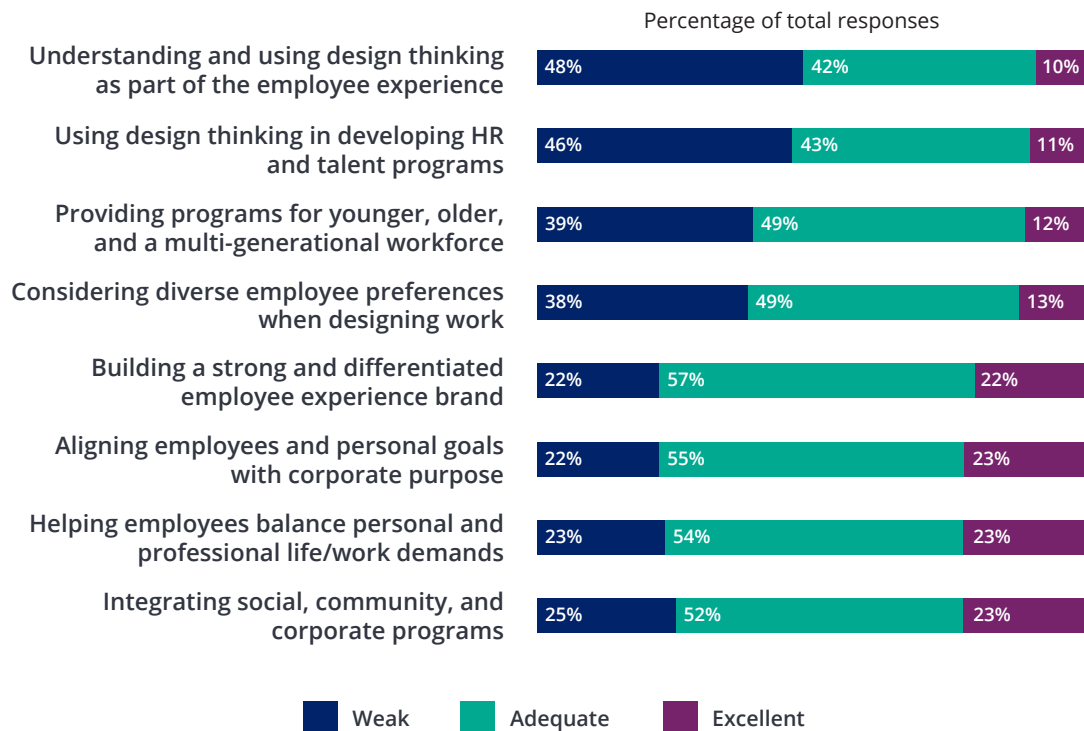 Percentage of total responses
Understanding and using design thinking
as part of the employee experience
48% 42% 10%
Using design thinking in developing HR
and talent programs
46% 43% 11%
Providing programs for younger, older,
and a multi-generational workforce
39% 49% 12%
Considering diverse employee preferences
when designing work
38% 49% 13%
Building a strong and differentiated
employee experience brand
22% 57% 22%
Aligning employees and personal goals
with corporate purpose
22% 55% 23%
Helping employees balance personal and
professional life/work demands
23% 54% 23%
Integrating social, community, and
corporate programs
25% 52% 23%
Weak Adequate Excellent